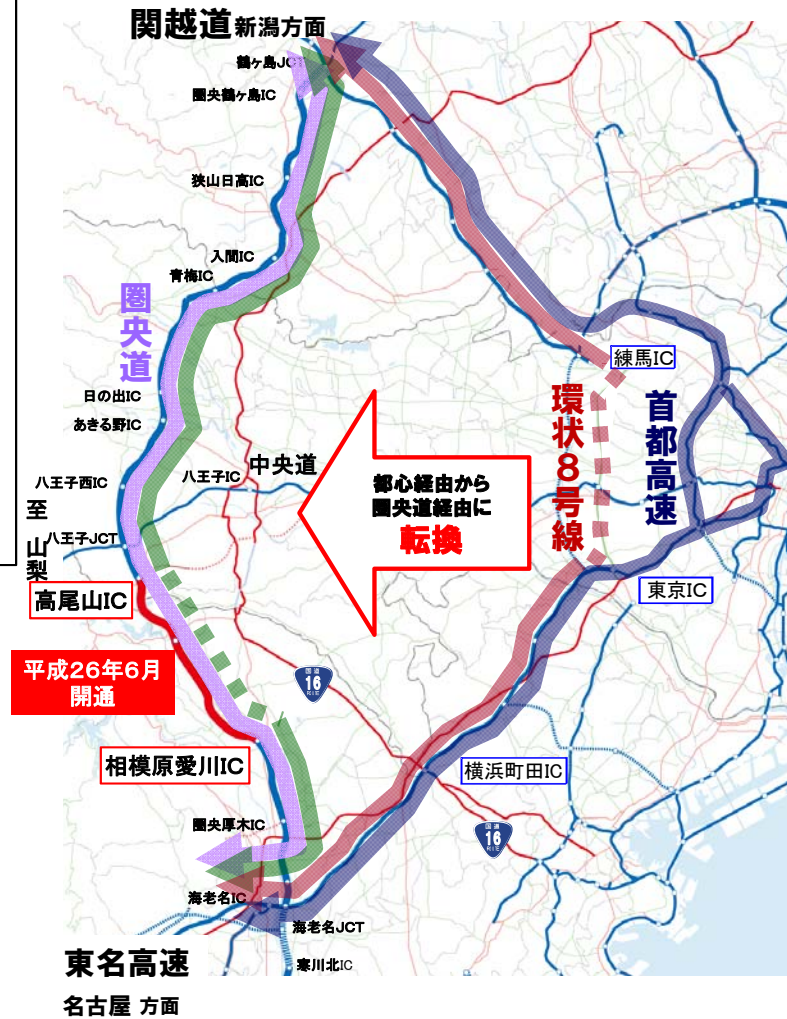 関越道 新潟方面
鶴ヶ島JCT
圏央鶴ヶ島IC
狭山日高IC
入間IC
青梅IC
圏央道
日の出IC
あきる野IC
八王子西IC
八王子IC
中央道
至山梨
八王子JCT
高尾山IC
平成26年6月
開通
相模原愛川IC
圏央厚木IC
海老名IC
海老名JCT
寒川北IC
東名高速
名古屋 方面
都心経由から
圏央道経由に
転換
環状8号線
首都高速
練馬IC
東京IC
横浜町田IC
国道
16
国道
16